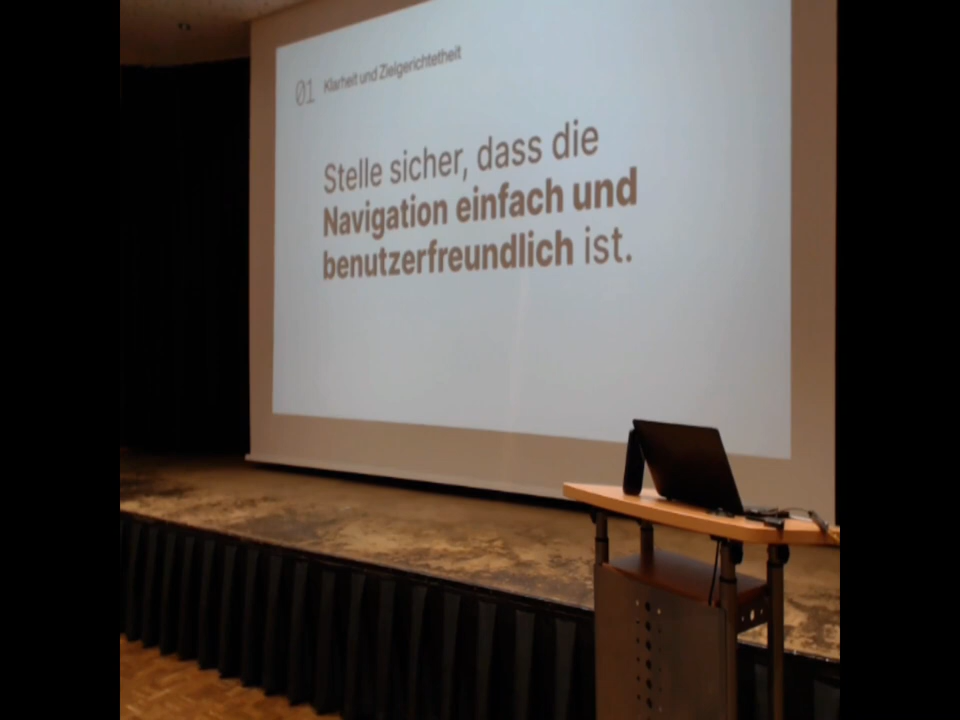 01 Klarheit und Zielgerichtetheit
Stelle sicher, dass die
Navigation einfach und
benutzerfreundlich ist.